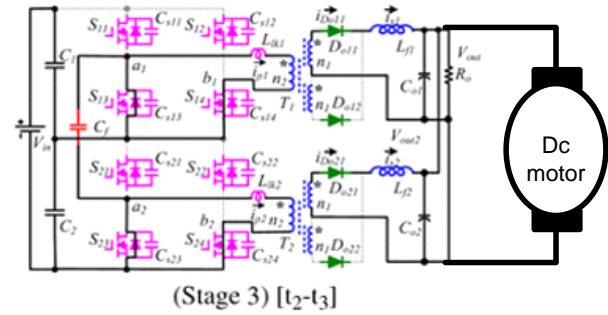 S11 Cs11 S12 Cs12 iDo11 is1
Llk1 Do11 Lf1 Vout
C1 a1 b1 ip1 n2 n1 Ro
S13 S14 T1 n1 Do12 Co1
Cf Cs13 Cs14 Vout2
Vin S21 Cs21 S22 Cs22 iDo21 is2
Llk2 Do21 Lf2
a2 b2 ip2 n2 n1
C2 S23 S24 T2 n1 Do22 Co2
Cs23 Cs24
Dc
motor
(Stage 3) [t2-t3]